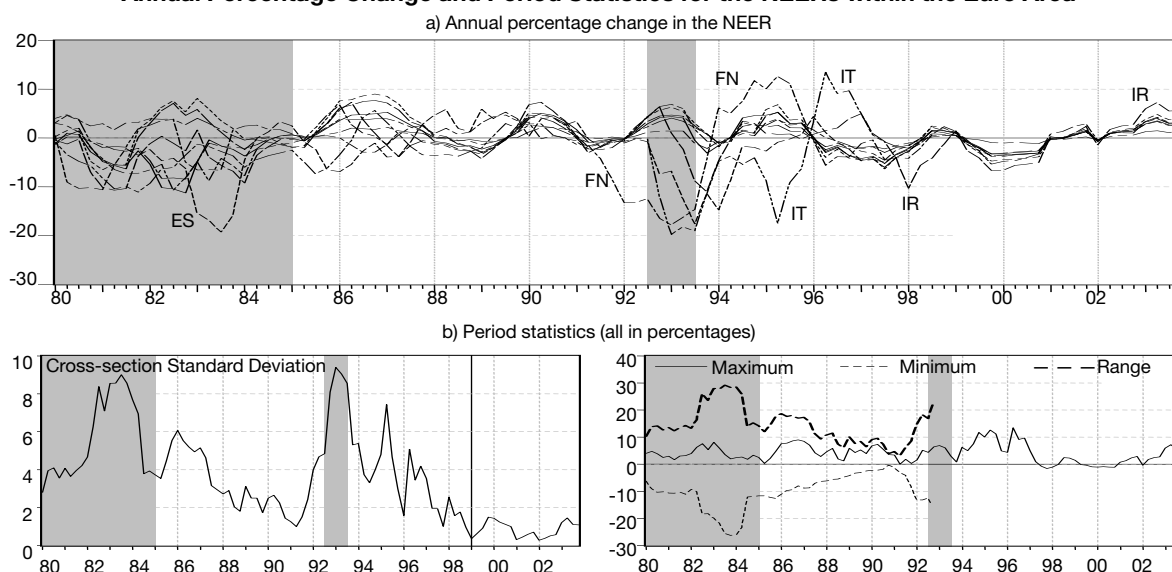 Annual Percentage Change and Period Statistics for the NEERs within the Euro Area
a) Annual percentage change in the NEER
20
10
0
-10
-20
-30
FN
IT
IR
FN
ES
IT
IR
80 82 84 86 88 90 92 94 96 98 00 02
b) Period statistics (all in percentages)
10
8
6
4
2
0
Cross-section Standard Deviation
80 82 84 86 88 90 92 94 96 98 00 02
40
30
20
10
0
-10
-20
-30
Maximum Minimum Range
80 82 84 86 88 90 92 94 96 98 00 02